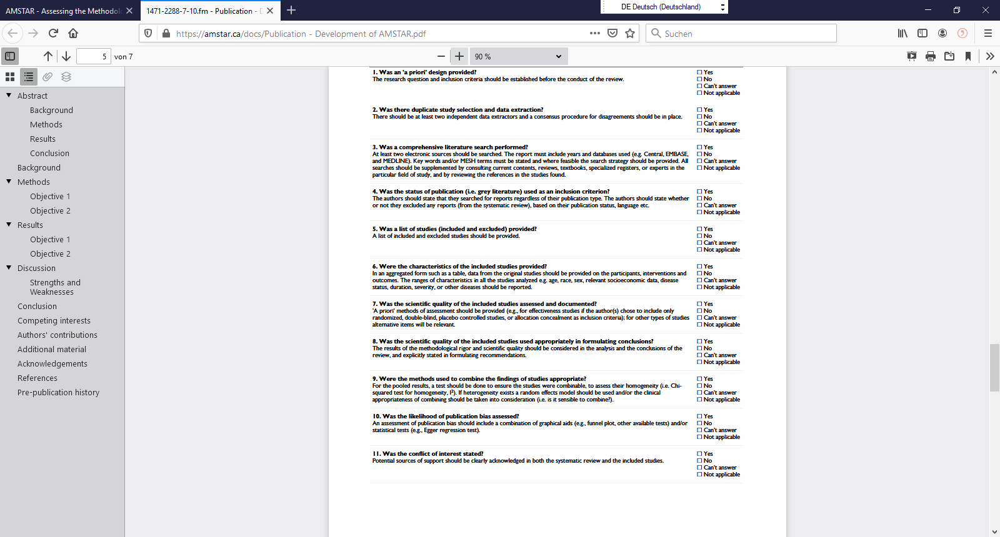 AMSTAR - Assessing the Methodolo
1471-2288-7-10.fm - Publication - D
DE Deutsch (Deutschland)
https://amstar.ca/docs/Publication - Development of AMSTAR.pdf
Suchen
5 von 7
90 %
Abstract
Background
Methods
Results
Conclusion
Background
Methods
Objective 1
Objective 2
Results
Objective 1
Objective 2
Discussion
Strengths and
Weaknesses
Conclusion
Competing interests
Authors' contributions
Additional material
Acknowledgements
References
Pre-publication history
1. Was an 'a priori' design provided?
The research question and inclusion criteria should be established before the conduct of the review.
Yes
No
Can't answer
Not applicable
2. Was there duplicate study selection and data extraction?
There should be at least two independent data extractors and a consensus procedure for disagreements should be in place.
Yes
No
Can't answer
Not applicable
3. Was a comprehensive literature search performed?
At least two electronic sources should be searched. The report must include years and databases used (e.g. Central, EMBASE,
and MEDLINE). Key words and/or MESH terms must be stated and where feasible the search strategy should be provided. All
searches should be supplemented by consulting current contents, reviews, textbooks, specialized registers, or experts in the
particular field of study, and by reviewing the references in the studies found.
Yes
No
Can't answer
Not applicable
4. Was the status of publication (i.e. grey literature) used as an inclusion criterion?
The authors should state that they searched for reports regardless of their publication type. The authors should state whether
or not they excluded any reports (from the systematic review), based on their publication status, language etc.
Yes
No
Can't answer
Not applicable
5. Was a list of studies (included and excluded) provided?
A list of included and excluded studies should be provided.
Yes
No
Can't answer
Not applicable
6. Were the characteristics of the included studies provided?
In an aggregated form such as a table, data from the original studies should be provided on the participants, interventions and
outcomes. The ranges of characteristics in all the studies analyzed e.g. age, race, sex, relevant socioeconomic data, disease
status, duration, severity, or other diseases should be reported.
Yes
No
Can't answer
Not applicable
7. Was the scientific quality of the included studies assessed and documented?
'A priori' methods of assessment should be provided (e.g., for effectiveness studies if the author(s) chose to include only
randomized, double-blind, placebo controlled studies, or allocation concealment as inclusion criteria); for other types of studies
alternative items will be relevant.
Yes
No
Can't answer
Not applicable
8. Was the scientific quality of the included studies used appropriately in formulating conclusions?
The results of the methodological rigor and scientific quality should be considered in the analysis and the conclusions of the
review, and explicitly stated in formulating recommendations.
Yes
No
Can't answer
Not applicable
9. Were the methods used to combine the findings of studies appropriate?
For the pooled results, a test should be done to ensure the studies were combinable, to assess their homogeneity (i.e. Chi-
squared test for homogeneity, I²). If heterogeneity exists a random effects model should be used and/or the clinical
appropriateness of combining should be taken into consideration (i.e. is it sensible to combine?).
Yes
No
Can't answer
Not applicable
10. Was the likelihood of publication bias assessed?
An assessment of publication bias should include a combination of graphical aids (e.g., funnel plot, other available tests) and/or
statistical tests (e.g., Egger regression test).
Yes
No
Can't answer
Not applicable
11. Was the conflict of interest stated?
Potential sources of support should be clearly acknowledged in both the systematic review and the included studies.
Yes
No
Can't answer
Not applicable